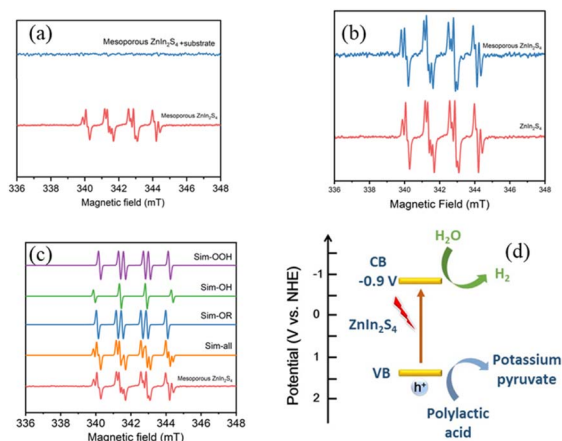 (a)
Mesoporous ZnIn₂S₄ +substrate
Mesoporous ZnIn₂S₄
336 338 340 342 344 346 348
Magnetic field (mT)
(b)
Mesoporous ZnIn₂S₄
ZnIn₂S₄
336 338 340 342 344 346 348
Magnetic Field (mT)
(c)
Sim-OOH
Sim-OH
Sim-OR
Sim-all
Mesoporous ZnIn₂S₄
336 338 340 342 344 346 348
Magnetic field (mT)
(d)
Potential (V vs. NHE)
-1
0
1
2
CB
-0.9 V
H₂O
H₂
ZnIn₂S₄
VB
h⁺
Potassium
pyruvate
Polylactic
acid